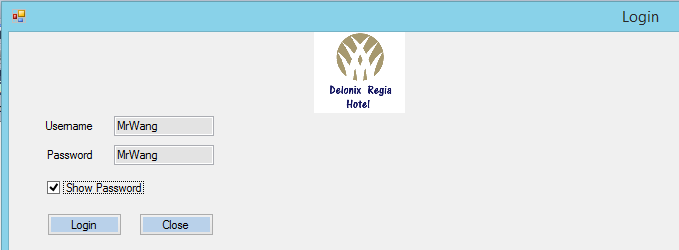 Login
Delonix Regia
Hotel
Username MrWang
Password MrWang
Show Password
Login Close